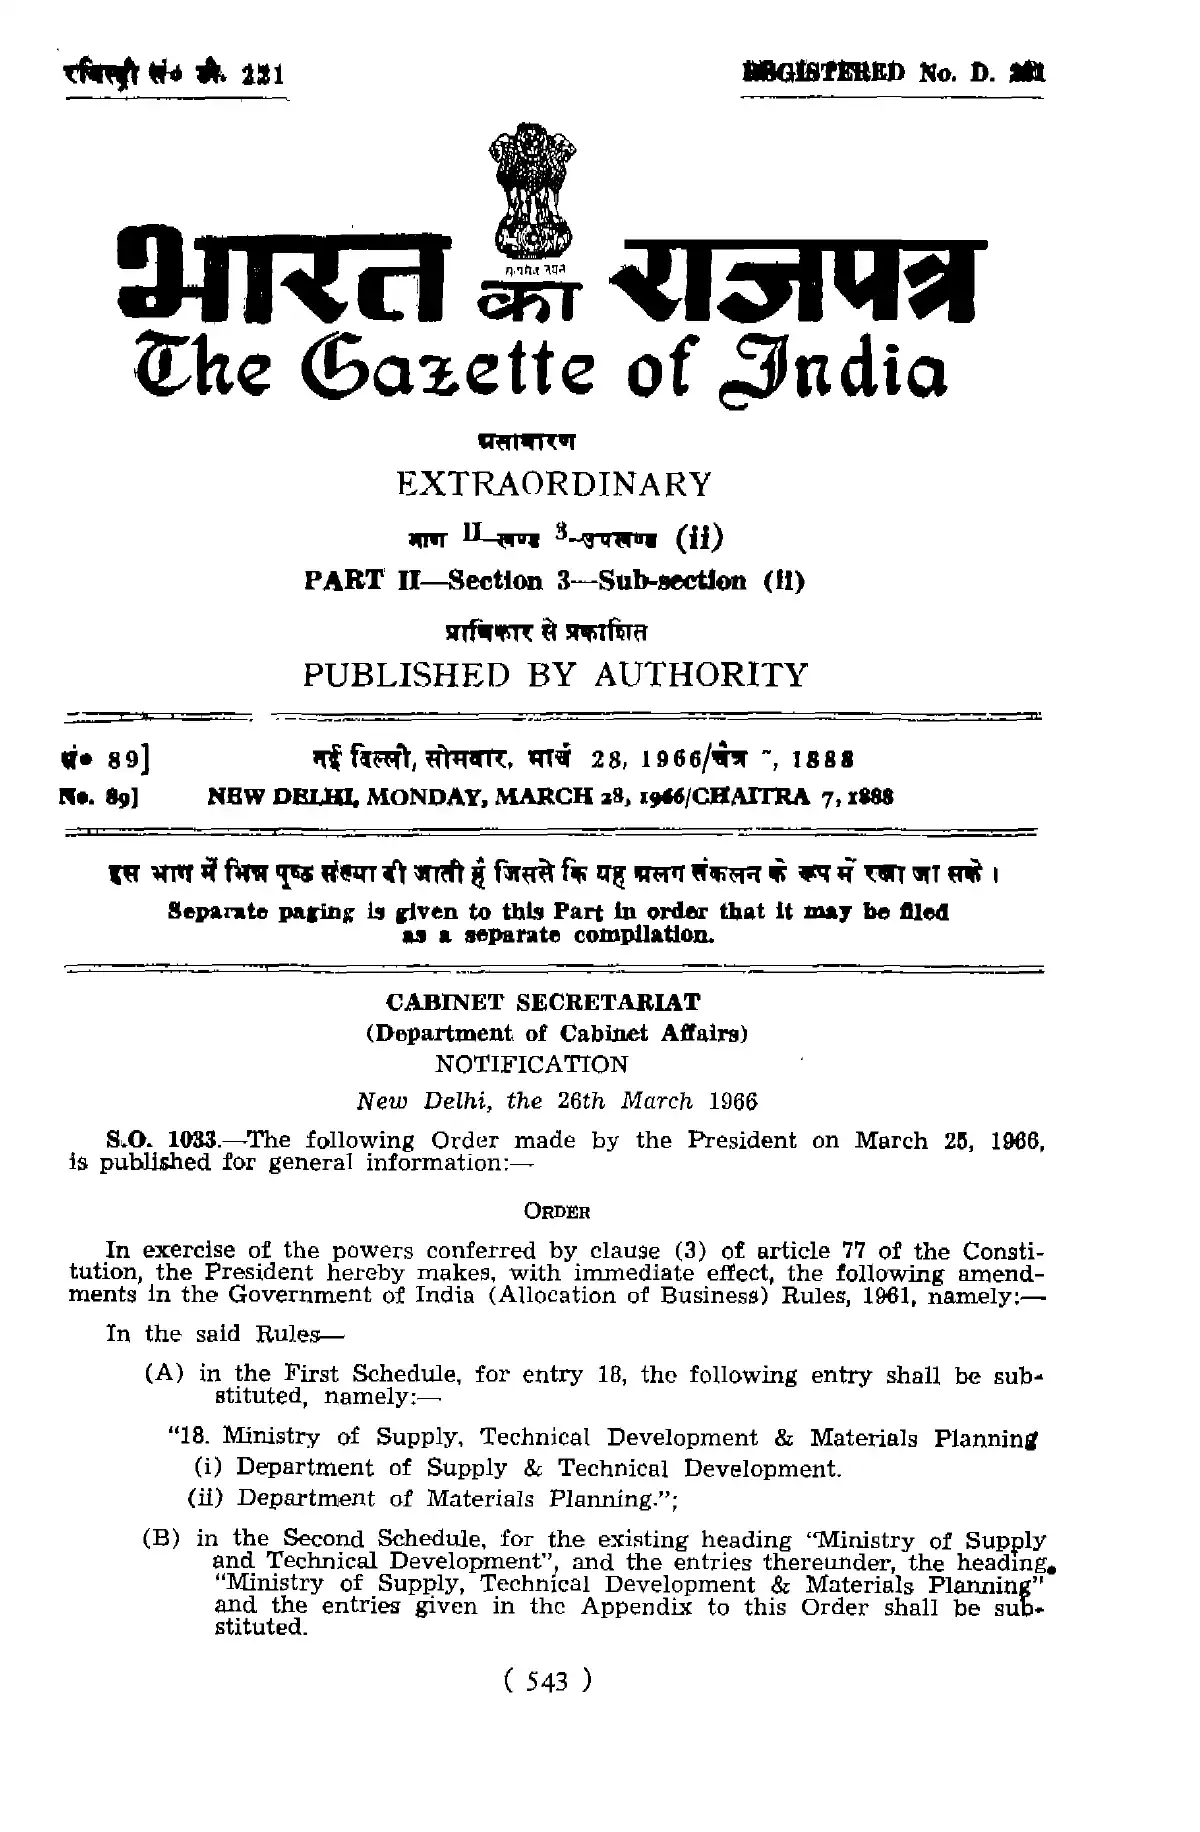 रजिस्ट्री सं० डी. 221
REGISTERED No. D. 221
भारत का राजपत्र
The Gazette of India
असाधारण
EXTRAORDINARY
भाग II—खण्ड 3—उपखण्ड (ii)
PART II—Section 3—Sub-section (ii)
प्राधिकार से प्रकाशित
PUBLISHED BY AUTHORITY
सं० 89]
नई दिल्ली, सोमवार, मार्च 28, 1966/चैत्र 7, 1888
No. 89]
NEW DELHI, MONDAY, MARCH 28, 1966/CHAITRA 7, 1888
इस भाग में भिन्न पृष्ठ संख्या दी जाती है जिससे कि यह अलग संकलन के रूप में रखा जा सके ।
Separate paging is given to this Part in order that it may be filed
as a separate compilation.
CABINET SECRETARIAT
(Department of Cabinet Affairs)
NOTIFICATION
New Delhi, the 26th March 1966
S.O. 1033.—The following Order made by the President on March 25, 1966,
is published for general information:—
ORDER
In exercise of the powers conferred by clause (3) of article 77 of the Consti-
tution, the President hereby makes, with immediate effect, the following amend-
ments in the Government of India (Allocation of Business) Rules, 1961, namely:—
In the said Rules—
(A) in the First Schedule, for entry 18, the following entry shall be sub-
stituted, namely:—
"18. Ministry of Supply, Technical Development & Materials Planning
(i) Department of Supply & Technical Development.
(ii) Department of Materials Planning.";
(B) in the Second Schedule, for the existing heading "Ministry of Supply
and Technical Development", and the entries thereunder, the heading,
"Ministry of Supply, Technical Development & Materials Planning"
and the entries given in the Appendix to this Order shall be sub-
stituted.
( 543 )